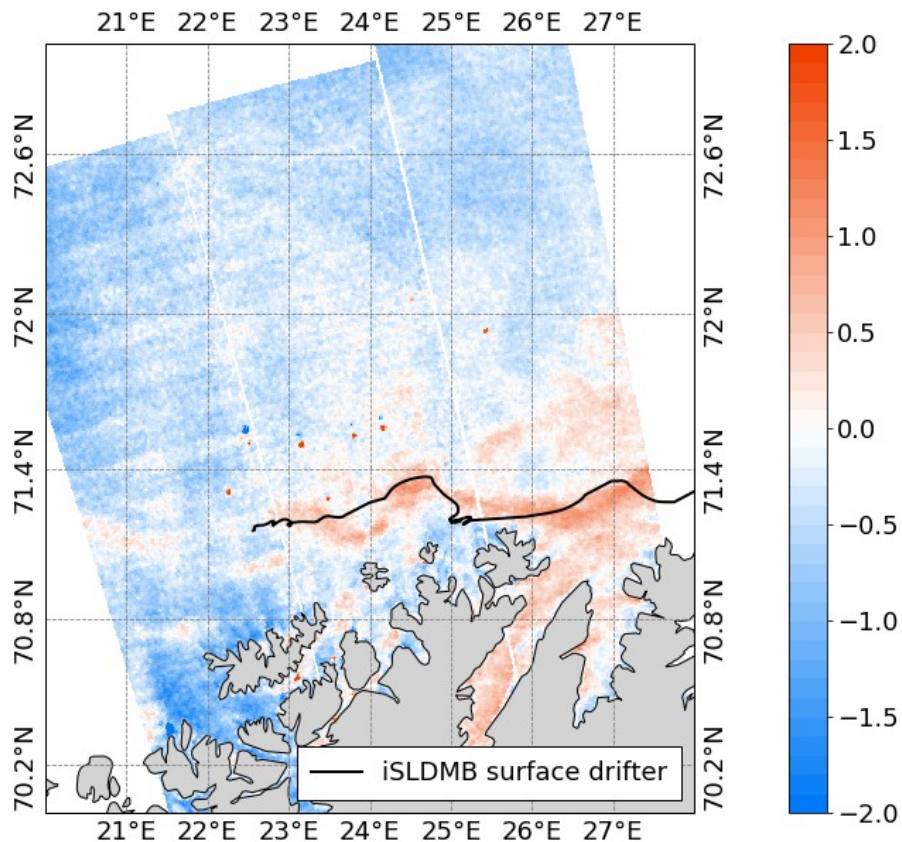 21°E 22°E 23°E 24°E 25°E 26°E 27°E
2.0
1.5
1.0
0.5
0.0
−0.5
−1.0
−1.5
−2.0
72.6°N 72.6°N
72°N 72°N
71.4°N 71.4°N
70.8°N 70.8°N
70.2°N 70.2°N
iSLDMB surface drifter
21°E 22°E 23°E 24°E 25°E 26°E 27°E